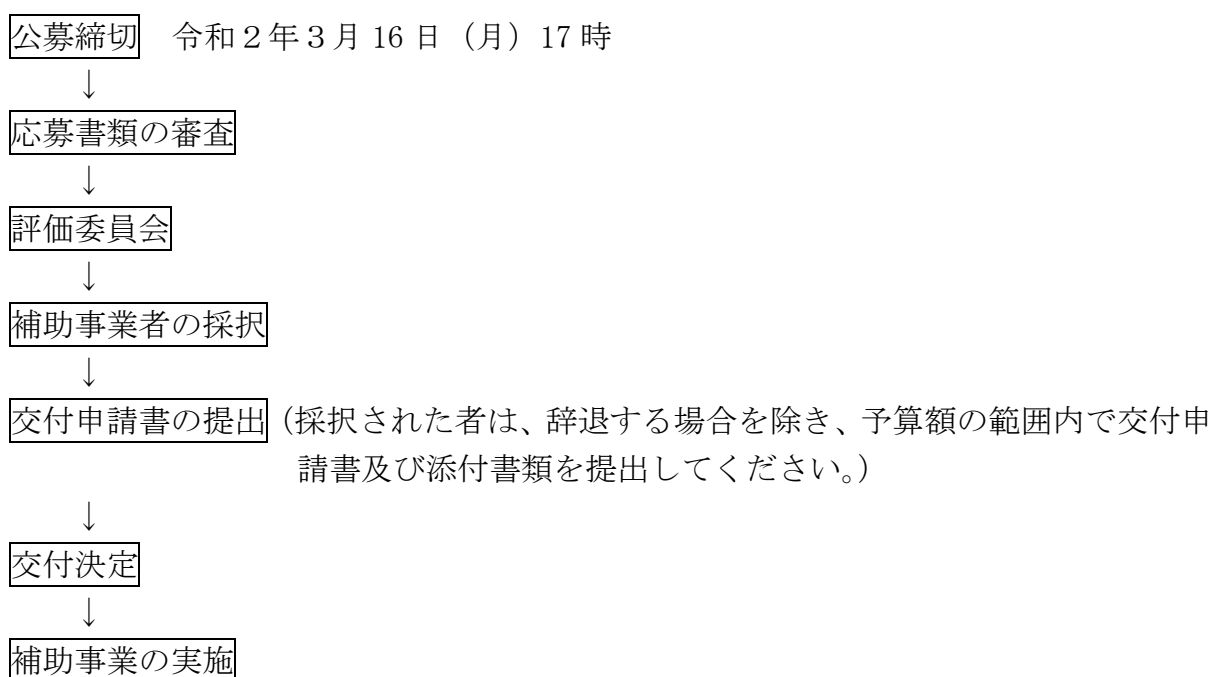 公募締切　令和２年３月 16 日（月）17 時
↓
応募書類の審査
↓
評価委員会
↓
補助事業者の採択
↓
交付申請書の提出（採択された者は、辞退する場合を除き、予算額の範囲内で交付申
請書及び添付書類を提出してください。）
↓
交付決定
↓
補助事業の実施